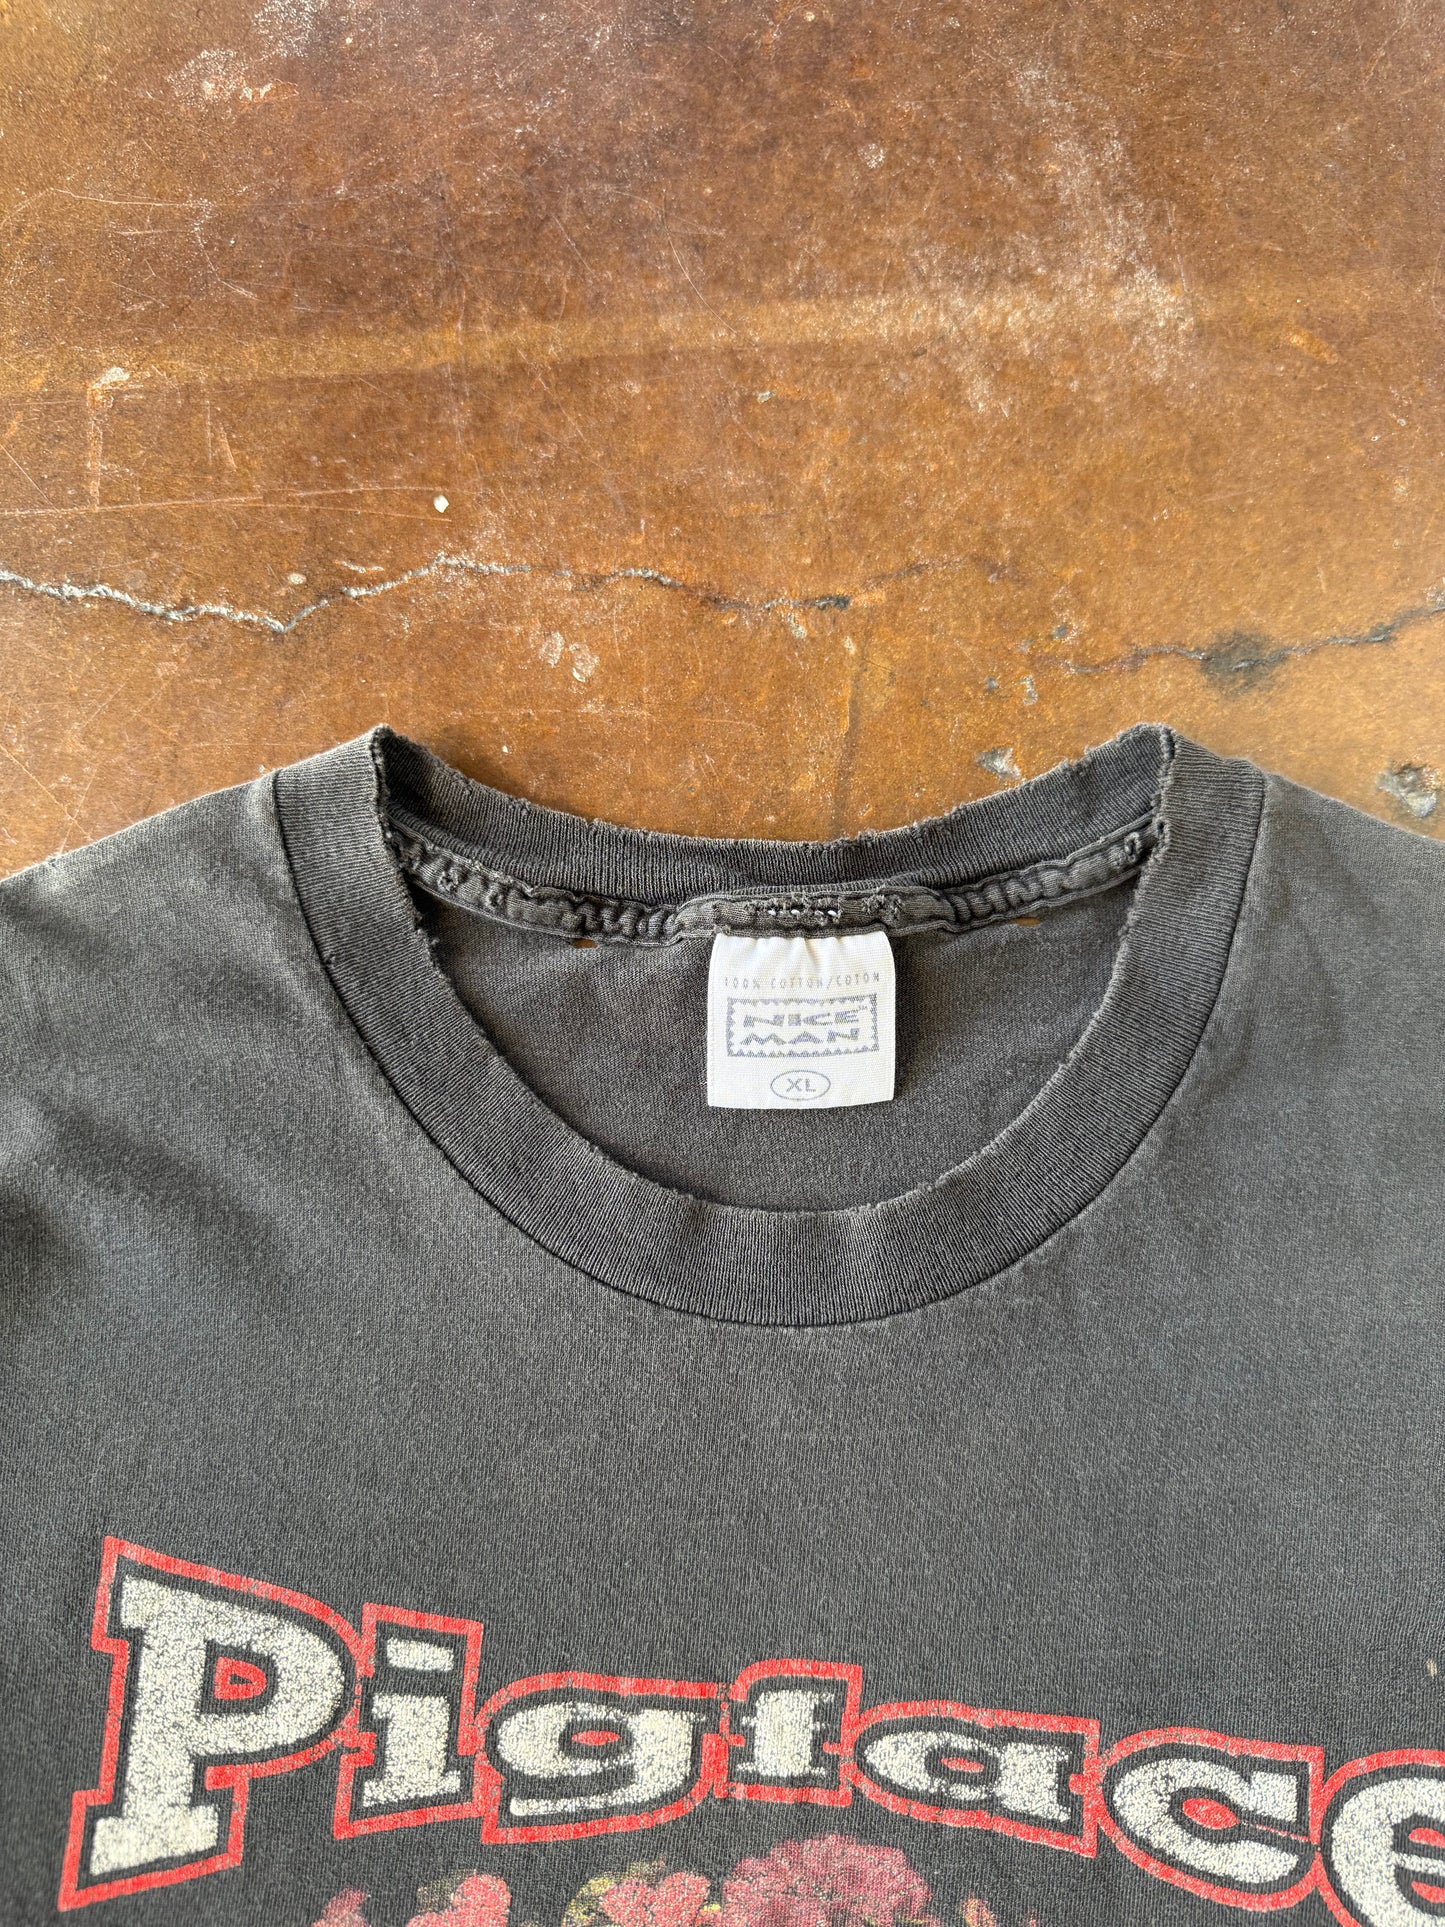 100% COTTON/COTON
NICE
MAN
XL
Pigface